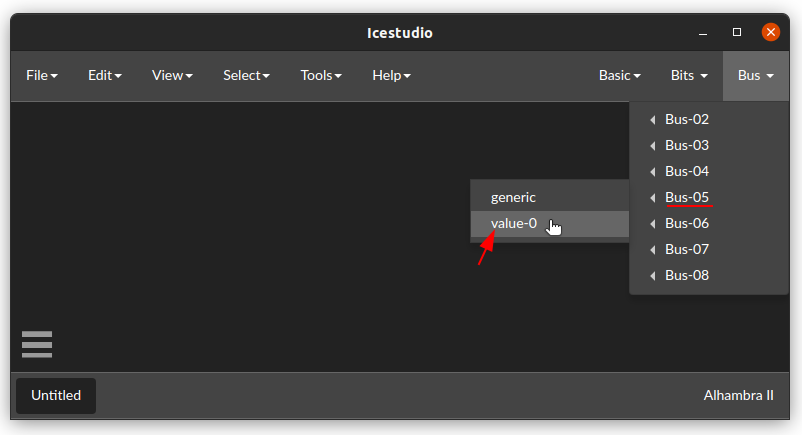 Icestudio
File Edit View Select Tools Help Basic Bits Bus
Bus-02
Bus-03
Bus-04
generic Bus-05
value-0 Bus-06
Bus-07
Bus-08
Untitled Alhambra II